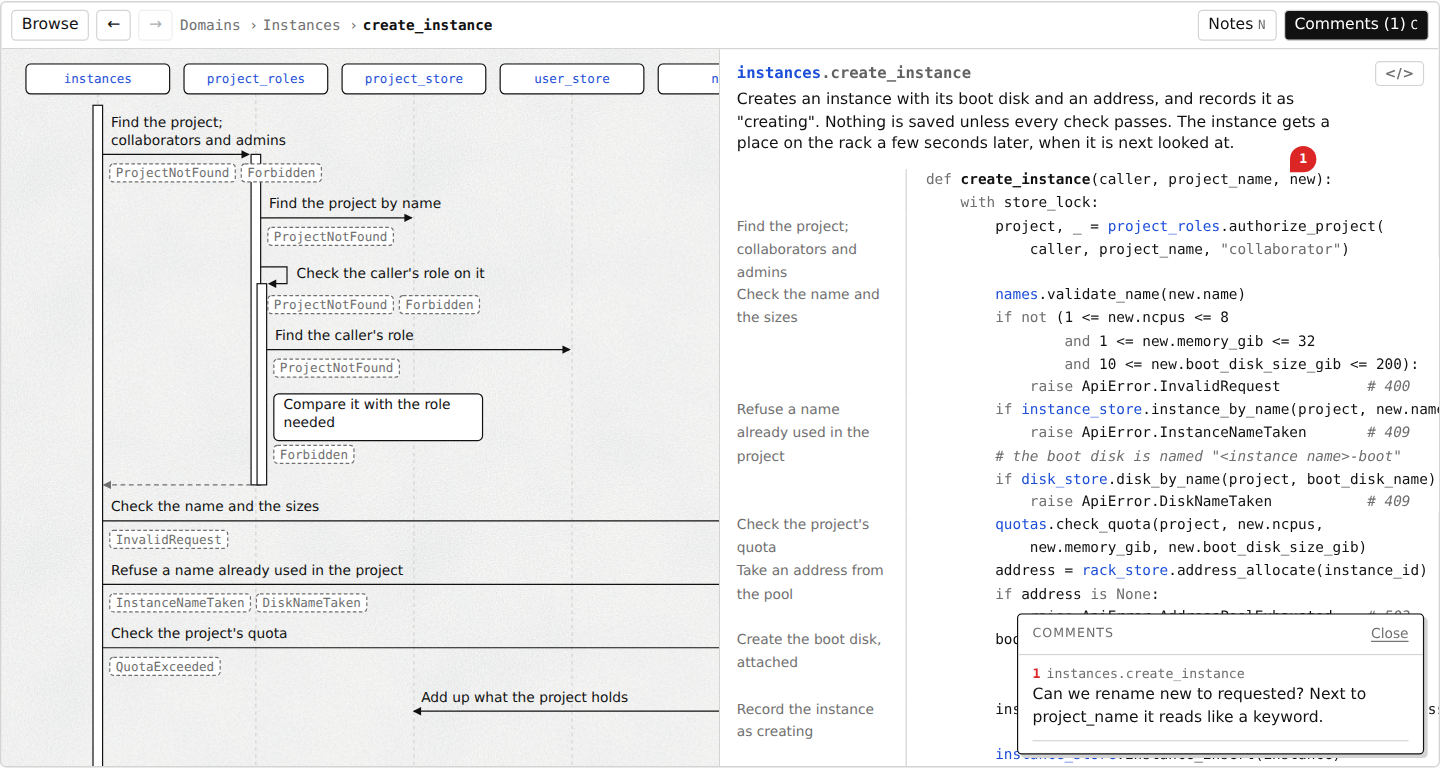 Browse ← → Domains › Instances › create_instance Notes N Comments (1) C
instances project_roles project_store user_store n
Find the project;
collaborators and admins
ProjectNotFound Forbidden
Find the project by name
ProjectNotFound
Check the caller's role on it
ProjectNotFound Forbidden
Find the caller's role
ProjectNotFound
Compare it with the role
needed
Forbidden
Check the name and the sizes
InvalidRequest
Refuse a name already used in the project
InstanceNameTaken DiskNameTaken
Check the project's quota
QuotaExceeded
Add up what the project holds
instances.create_instance </>
Creates an instance with its boot disk and an address, and records it as
"creating". Nothing is saved unless every check passes. The instance gets a
place on the rack a few seconds later, when it is next looked at.
1
def create_instance(caller, project_name, new):
with store_lock:
Find the project;
collaborators and
admins
project, _ = project_roles.authorize_project(
caller, project_name, "collaborator")
Check the name and
the sizes
names.validate_name(new.name)
if not (1 <= new.ncpus <= 8
and 1 <= new.memory_gib <= 32
and 10 <= new.boot_disk_size_gib <= 200):
raise ApiError.InvalidRequest # 400
Refuse a name
already used in the
project
if instance_store.instance_by_name(project, new.name
raise ApiError.InstanceNameTaken # 409
# the boot disk is named "<instance name>-boot"
if disk_store.disk_by_name(project, boot_disk_name)
raise ApiError.DiskNameTaken # 409
Check the project's
quota
quotas.check_quota(project, new.ncpus,
new.memory_gib, new.boot_disk_size_gib)
Take an address from
the pool
address = rack_store.address_allocate(instance_id)
if address is None:
Create the boot disk,
attached
boo
Record the instance
as creating
ins
COMMENTS Close
1 instances.create_instance
Can we rename new to requested? Next to
project_name it reads like a keyword.